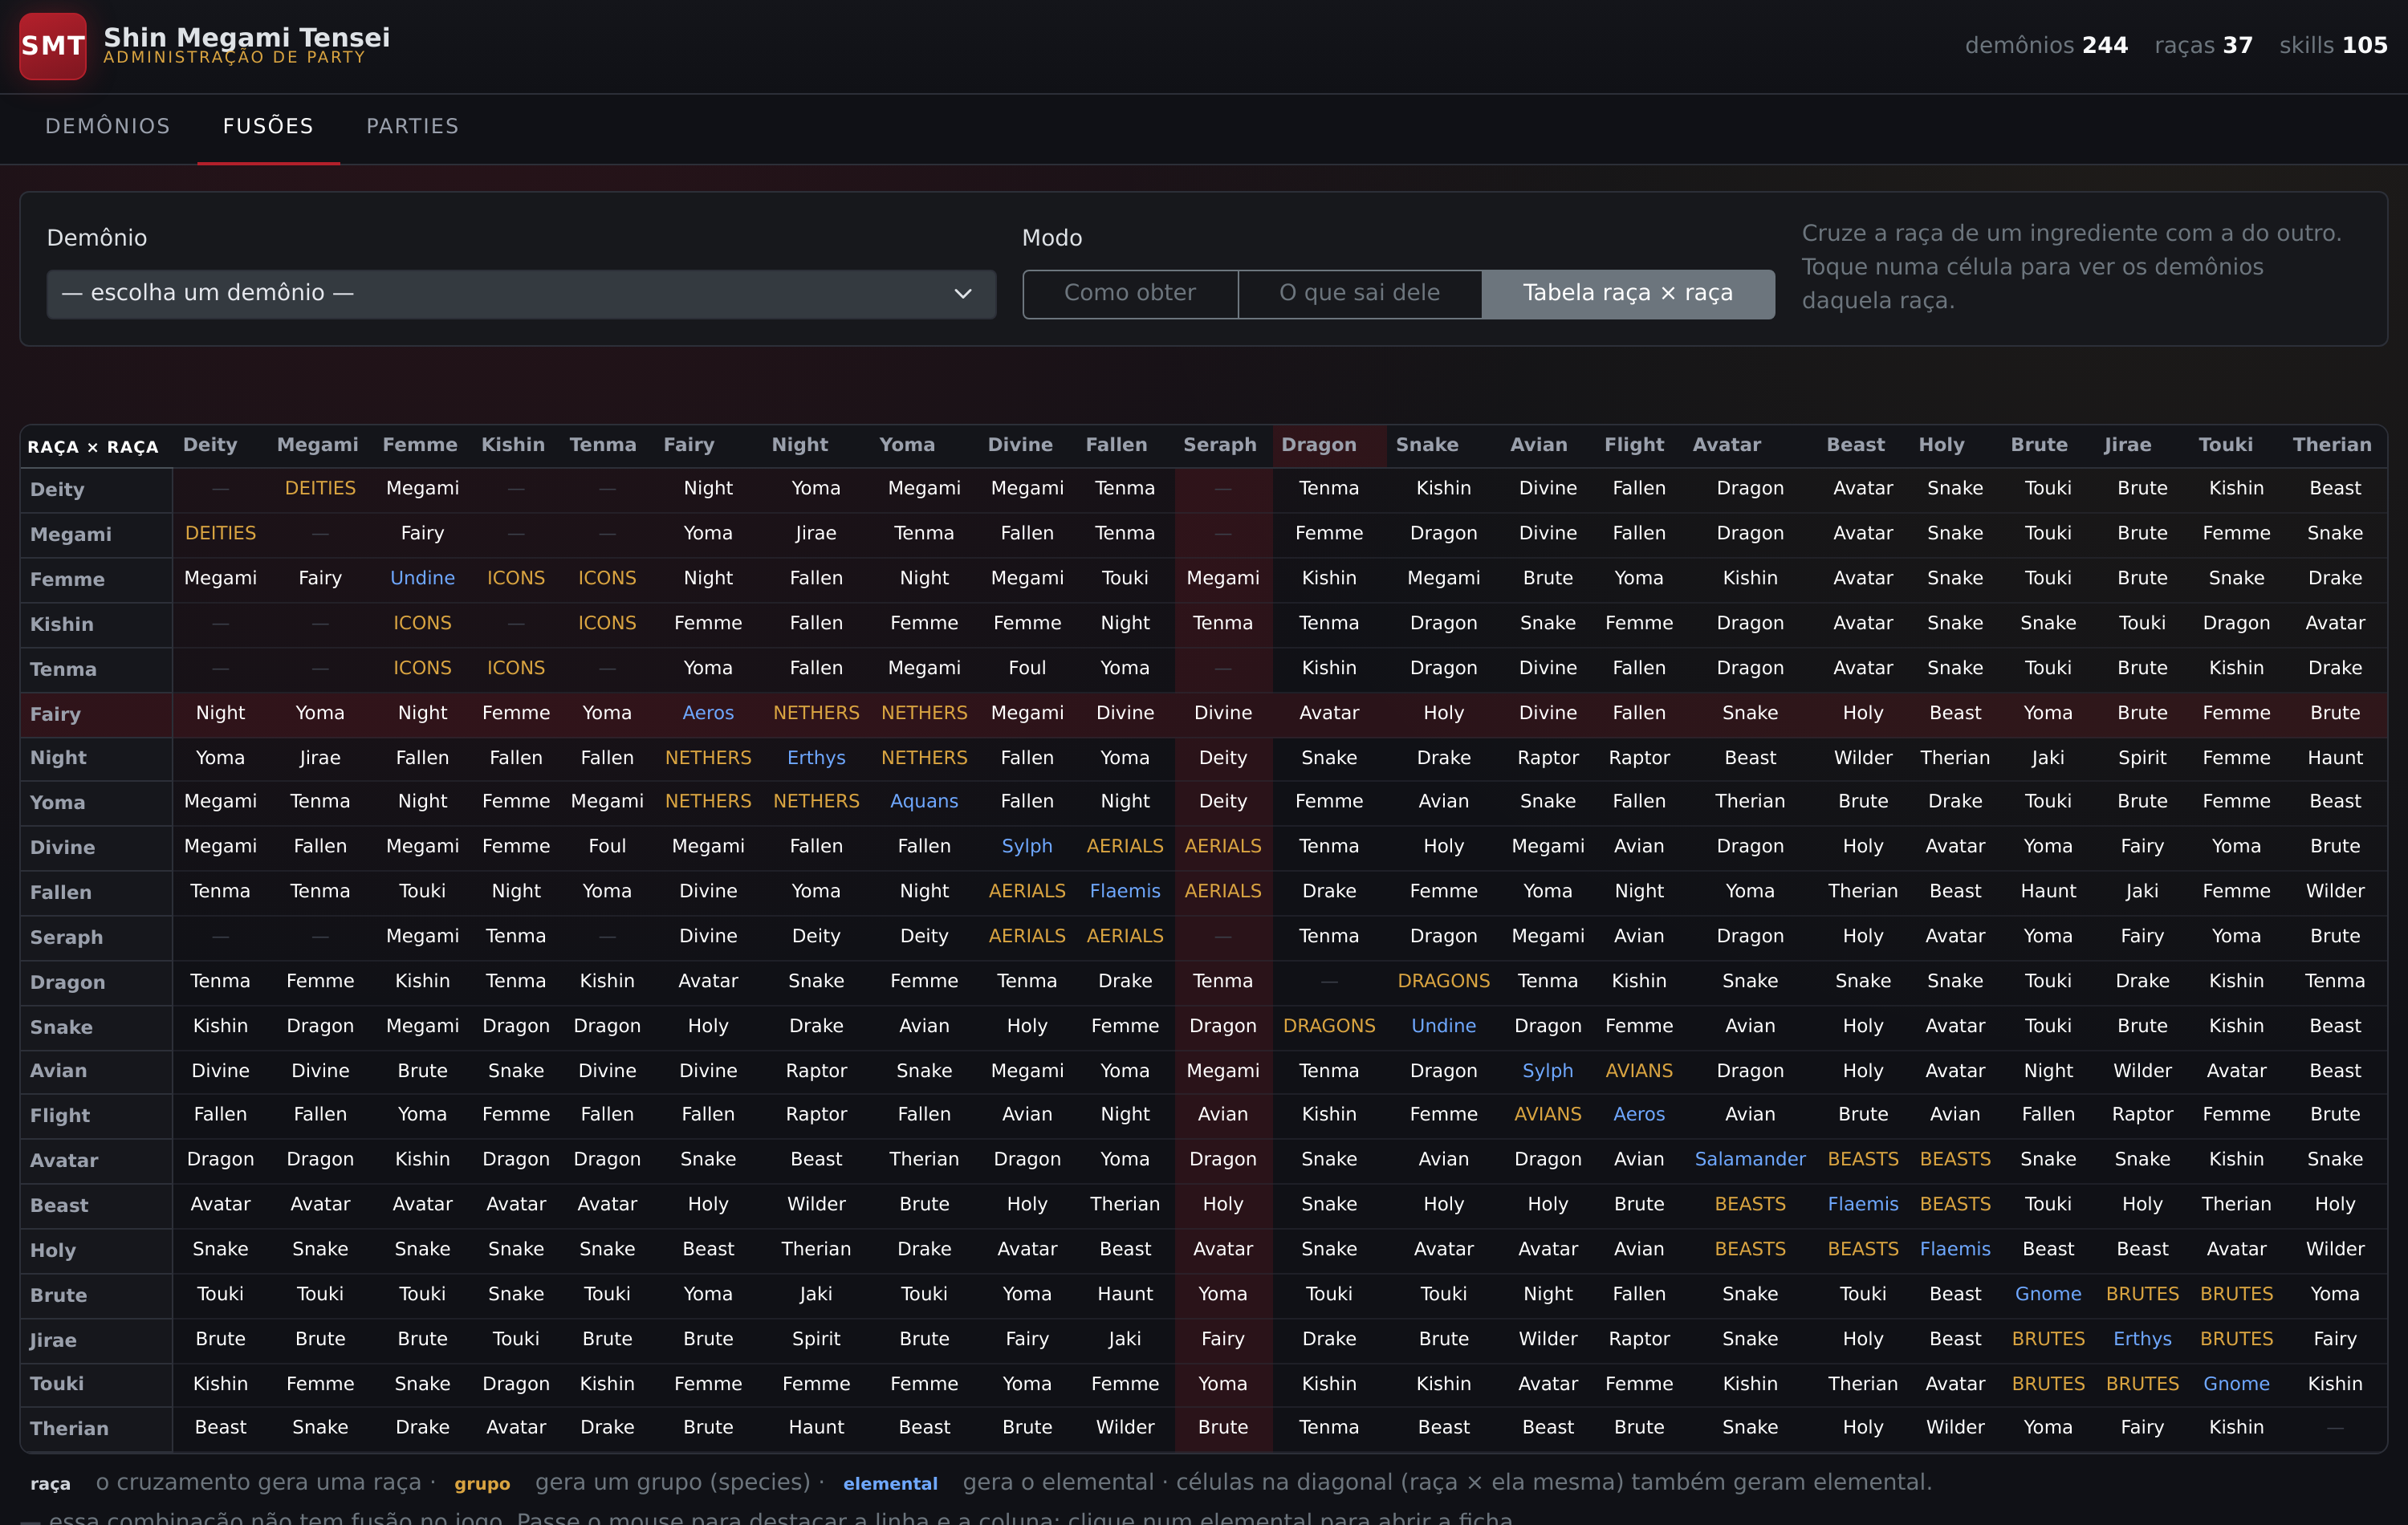 SMT
Shin Megami Tensei
ADMINISTRAÇÃO DE PARTY
demônios 244 raças 37 skills 105
DEMÔNIOS FUSÕES PARTIES
Demônio
— escolha um demônio —
Modo
Como obter O que sai dele Tabela raça × raça
Cruze a raça de um ingrediente com a do outro.
Toque numa célula para ver os demônios
daquela raça.
RAÇA × RAÇA Deity Megami Femme Kishin Tenma Fairy Night Yoma Divine Fallen Seraph Dragon Snake Avian Flight Avatar Beast Holy Brute Jirae Touki Therian
Deity — DEITIES Megami — — Night Yoma Megami Megami Tenma — Tenma Kishin Divine Fallen Dragon Avatar Snake Touki Brute Kishin Beast
Megami DEITIES — Fairy — — Yoma Jirae Tenma Fallen Tenma — Femme Dragon Divine Fallen Dragon Avatar Snake Touki Brute Femme Snake
Femme Megami Fairy Undine ICONS ICONS Night Fallen Night Megami Touki Megami Kishin Megami Brute Yoma Kishin Avatar Snake Touki Brute Snake Drake
Kishin — — ICONS — ICONS Femme Fallen Femme Femme Night Tenma Tenma Dragon Snake Femme Dragon Avatar Snake Snake Touki Dragon Avatar
Tenma — — ICONS ICONS — Yoma Fallen Megami Foul Yoma — Kishin Dragon Divine Fallen Dragon Avatar Snake Touki Brute Kishin Drake
Fairy Night Yoma Night Femme Yoma Aeros NETHERS NETHERS Megami Divine Divine Avatar Holy Divine Fallen Snake Holy Beast Yoma Brute Femme Brute
Night Yoma Jirae Fallen Fallen Fallen NETHERS Erthys NETHERS Fallen Yoma Deity Snake Drake Raptor Raptor Beast Wilder Therian Jaki Spirit Femme Haunt
Yoma Megami Tenma Night Femme Megami NETHERS NETHERS Aquans Fallen Night Deity Femme Avian Snake Fallen Therian Brute Drake Touki Brute Femme Beast
Divine Megami Fallen Megami Femme Foul Megami Fallen Fallen Sylph AERIALS AERIALS Tenma Holy Megami Avian Dragon Holy Avatar Yoma Fairy Yoma Brute
Fallen Tenma Tenma Touki Night Yoma Divine Yoma Night AERIALS Flaemis AERIALS Drake Femme Yoma Night Yoma Therian Beast Haunt Jaki Femme Wilder
Seraph — — Megami Tenma — Divine Deity Deity AERIALS AERIALS — Tenma Dragon Megami Avian Dragon Holy Avatar Yoma Fairy Yoma Brute
Dragon Tenma Femme Kishin Tenma Kishin Avatar Snake Femme Tenma Drake Tenma — DRAGONS Tenma Kishin Snake Snake Snake Touki Drake Kishin Tenma
Snake Kishin Dragon Megami Dragon Dragon Holy Drake Avian Holy Femme Dragon DRAGONS Undine Dragon Femme Avian Holy Avatar Touki Brute Kishin Beast
Avian Divine Divine Brute Snake Divine Divine Raptor Snake Megami Yoma Megami Tenma Dragon Sylph AVIANS Dragon Holy Avatar Night Wilder Avatar Beast
Flight Fallen Fallen Yoma Femme Fallen Fallen Raptor Fallen Avian Night Avian Kishin Femme AVIANS Aeros Avian Brute Avian Fallen Raptor Femme Brute
Avatar Dragon Dragon Kishin Dragon Dragon Snake Beast Therian Dragon Yoma Dragon Snake Avian Dragon Avian Salamander BEASTS BEASTS Snake Snake Kishin Snake
Beast Avatar Avatar Avatar Avatar Avatar Holy Wilder Brute Holy Therian Holy Snake Holy Holy Brute BEASTS Flaemis BEASTS Touki Holy Therian Holy
Holy Snake Snake Snake Snake Snake Beast Therian Drake Avatar Beast Avatar Snake Avatar Avatar Avian BEASTS BEASTS Flaemis Beast Beast Avatar Wilder
Brute Touki Touki Touki Snake Touki Yoma Jaki Touki Yoma Haunt Yoma Touki Touki Night Fallen Snake Touki Beast Gnome BRUTES BRUTES Yoma
Jirae Brute Brute Brute Touki Brute Brute Spirit Brute Fairy Jaki Fairy Drake Brute Wilder Raptor Snake Holy Beast BRUTES Erthys BRUTES Fairy
Touki Kishin Femme Snake Dragon Kishin Femme Femme Femme Yoma Femme Yoma Kishin Kishin Avatar Femme Kishin Therian Avatar BRUTES BRUTES Gnome Kishin
Therian Beast Snake Drake Avatar Drake Brute Haunt Beast Brute Wilder Brute Tenma Beast Beast Brute Snake Holy Wilder Yoma Fairy Kishin —
raça o cruzamento gera uma raça · grupo gera um grupo (species) · elemental gera o elemental · células na diagonal (raça × ela mesma) também geram elemental.
— essa combinação não tem fusão no jogo. Passe o mouse para destacar a linha e a coluna; clique num elemental para abrir a ficha.